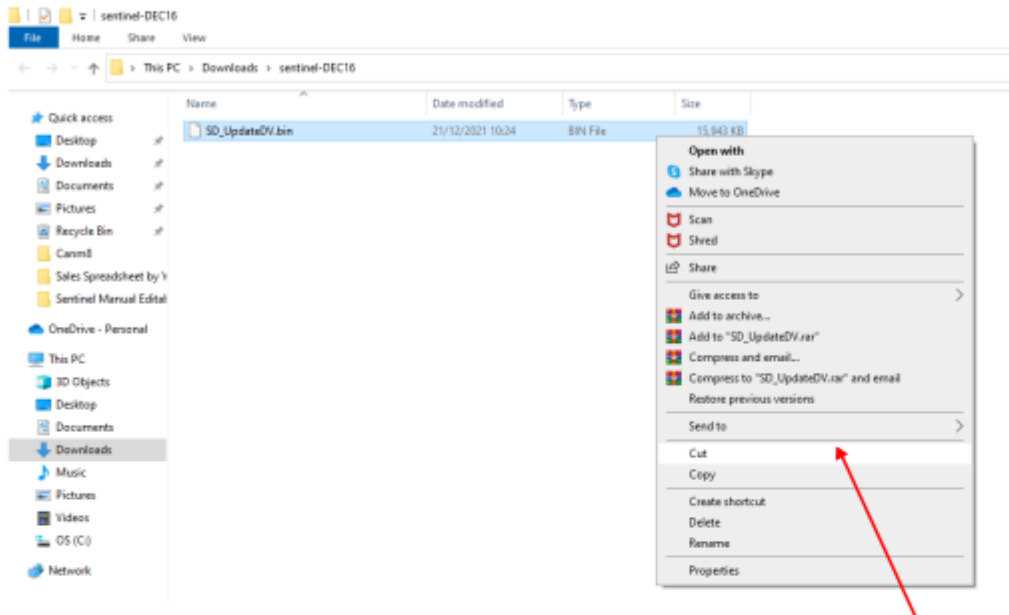 sentinel-DEC16
File Home Share View
This PC > Downloads > sentinel-DEC16
Name Date modified Type Size
SD_UpdateDV.bin 21/12/2021 10:24 BIN File 15,943 KB
Quick access
Desktop
Downloads
Documents
Pictures
Recycle Bin
Canm8
Sales Spreadsheet by
Sentinel Manual
OneDrive - Personal
This PC
3D Objects
Desktop
Documents
Downloads
Music
Pictures
Videos
OS (C:)
Network
Open with
Share with Skype
Move to OneDrive
Scan
Shred
Share
Give access to >
Add to archive...
Add to "SD_UpdateDV.rar"
Compress and email...
Compress to "SD_UpdateDV.rar" and email
Restore previous versions
Send to >
Cut
Copy
Create shortcut
Delete
Rename
Properties